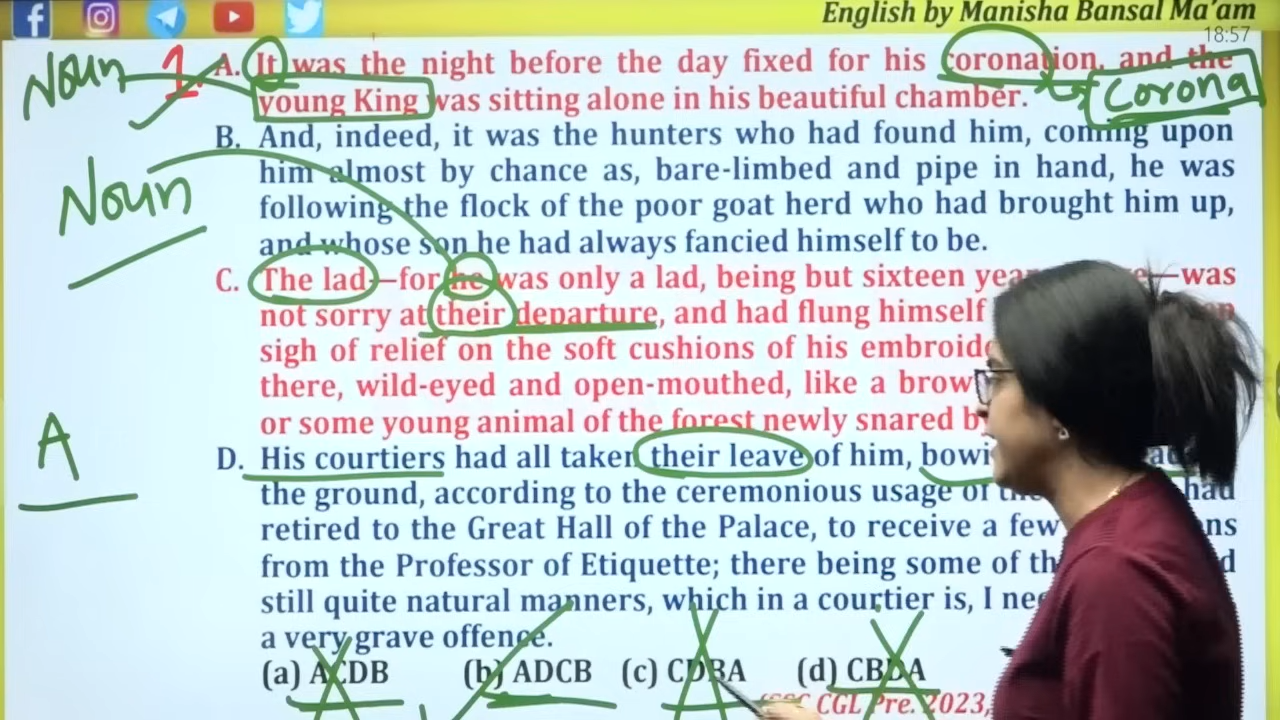 English by Manisha Bansal Ma'am
18:57
Noun 1 A. It was the night before the day fixed for his coronation, and the
young King was sitting alone in his beautiful chamber. Corona
B. And, indeed, it was the hunters who had found him, coming upon
him almost by chance as, bare-limbed and pipe in hand, he was
Noun
following the flock of the poor goat herd who had brought him up,
and whose son he had always fancied himself to be.
C. The lad—for he was only a lad, being but sixteen —was
not sorry at their departure, and had flung himself
sigh of relief on the soft cushions of his
there, wild-eyed and open-mouthed, like a
or some young animal of the forest newly snared
A
D. His courtiers had all taken their leave of him,
the ground, according to the ceremonious usage of had
retired to the Great Hall of the Palace, to receive a few
from the Professor of Etiquette; there being some of
still quite natural manners, which in a courtier is, I
a very grave offence.
(a) ACDB (b) ADCB (c) CDBA (d) CBDA
(SSC CGL Pre. 2023,